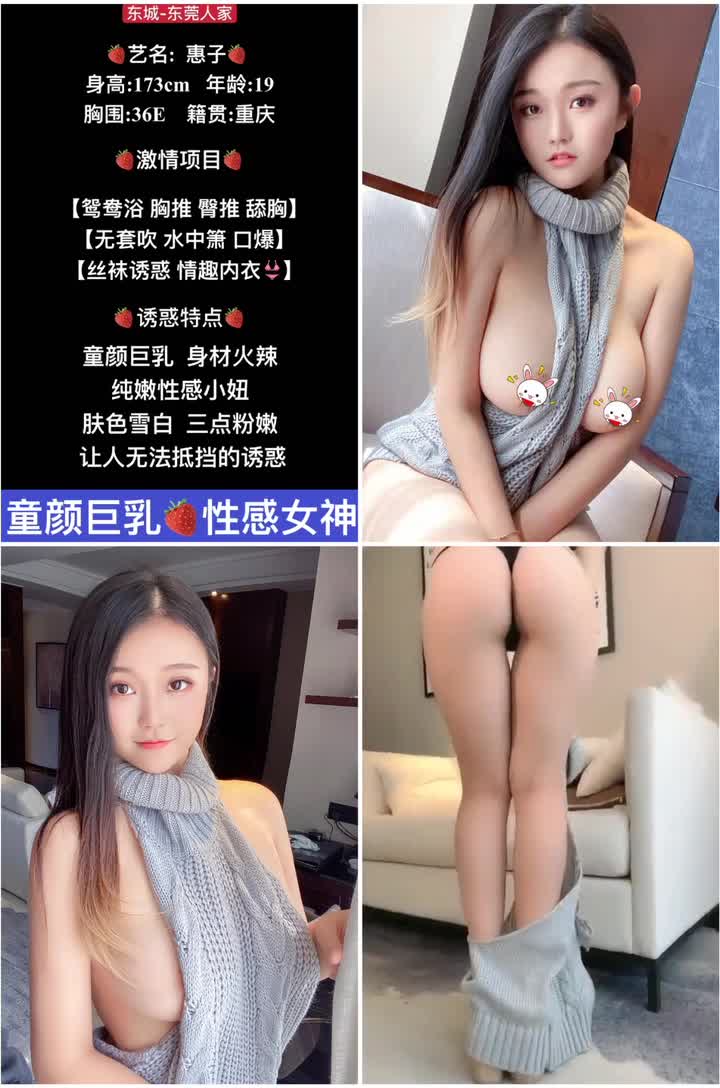 东城-东莞人家
🍓艺名: 惠子🍓
身高:173cm 年龄:19
胸围:36E 籍贯:重庆
🍓激情项目🍓
【鸳鸯浴 胸推 臀推 舔胸】
【无套吹 水中箫 口爆】
【丝袜诱惑 情趣内衣👙】
🍓诱惑特点🍓
童颜巨乳 身材火辣
纯嫩性感小妞
肤色雪白 三点粉嫩
让人无法抵挡的诱惑
童颜巨乳🍓性感女神